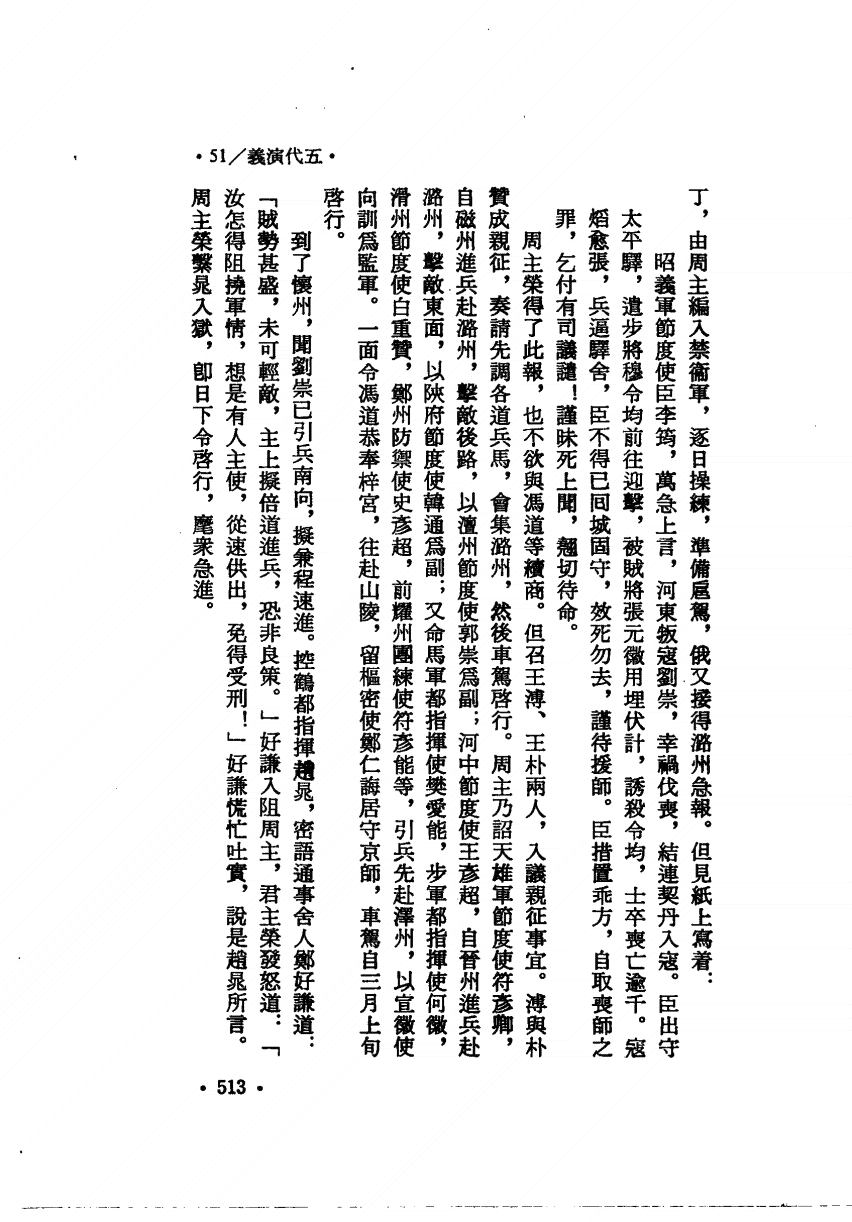 •51／義演代五•
丁，由周主編入禁衞軍，逐日操練，準備扈駕，俄又接得潞州急報。但見紙上寫着：
昭義軍節度使臣李筠，萬急上言，河東叛寇劉崇，幸禍伐喪，結連契丹入寇。臣出守
太平驛，遣步將穆令均前往迎擊，被賊將張元徽用埋伏計，誘殺令均，士卒喪亡逾千。寇
熖愈張，兵逼驛舍，臣不得已囘城固守，效死勿去，謹待援師。臣措置乖方，自取喪師之
罪，乞付有司議譴！謹昧死上聞，翹切待命。
周主榮得了此報，也不欲與馮道等續商。但召王溥、王朴兩人，入議親征事宜。溥與朴
贊成親征，奏請先調各道兵馬，會集潞州，然後車駕啓行。周主乃詔天雄軍節度使符彥卿，
自磁州進兵赴潞州，擊敵後路，以澶州節度使郭崇爲副；河中節度使王彥超，自晉州進兵赴
潞州，擊敵東面，以陝府節度使韓通爲副；又命馬軍都指揮使樊愛能，步軍都指揮使何徽，
滑州節度使白重贊，鄭州防禦使史彥超，前耀州團練使符彥能等，引兵先赴澤州，以宣徽使
向訓爲監軍。一面令馮道恭奉梓宮，往赴山陵，留樞密使鄭仁誨居守京師，車駕自三月上旬
啓行。
到了懷州，聞劉崇已引兵南向，擬兼程速進。控鶴都指揮趙晁，密語通事舍人鄭好謙道：
「賊勢甚盛，未可輕敵，主上擬倍道進兵，恐非良策。」好謙入阻周主，君主榮發怒道：「
汝怎得阻撓軍情，想是有人主使，從速供出，免得受刑！」好謙慌忙吐實，說是趙晁所言。
周主榮繫晁入獄，卽日下令啓行，麾衆急進。
•513•